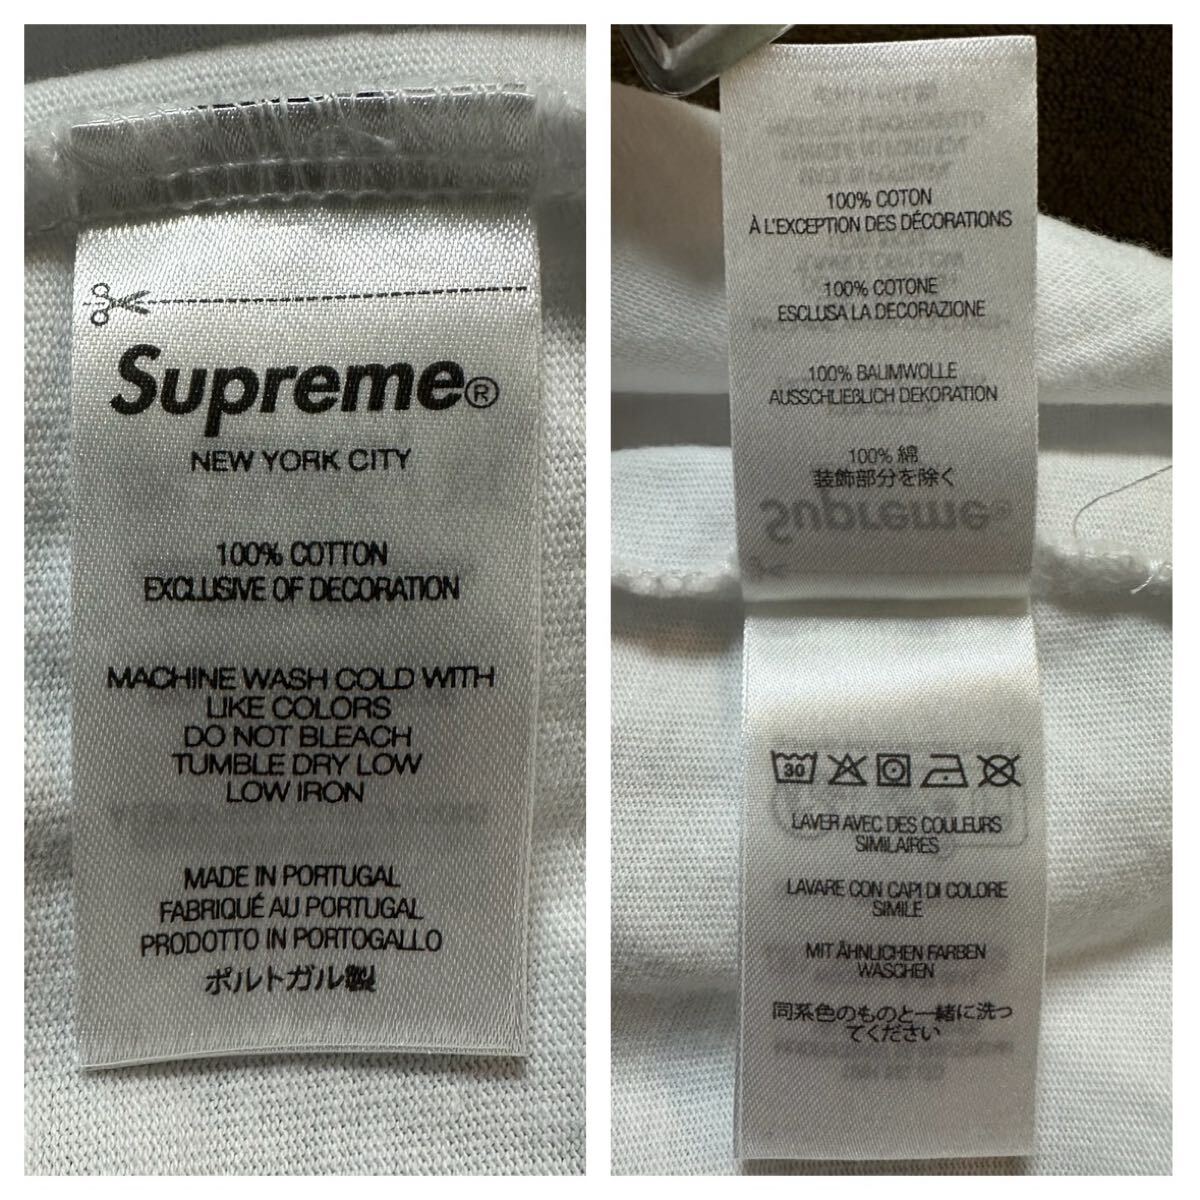 Supreme®
NEW YORK CITY
100% COTTON
EXCLUSIVE OF DECORATION
MACHINE WASH COLD WITH
LIKE COLORS
DO NOT BLEACH
TUMBLE DRY LOW
LOW IRON
MADE IN PORTUGAL
FABRIQUÉ AU PORTUGAL
PRODOTTO IN PORTOGALLO
ポルトガル製
100% COTON
À L'EXCEPTION DES DÉCORATIONS
100% COTONE
ESCLUSA LA DECORAZIONE
100% BAUMWOLLE
AUSSCHLIEßLICH DEKORATION
100% 綿
装飾部分を除く
Supreme
30
LAVER AVEC DES COULEURS
SIMILAIRES
LAVARE CON CAPI DI COLORE
SIMILE
MIT ÄHNLICHEN FARBEN
WASCHEN
同系色のものと一緒に洗っ
てください